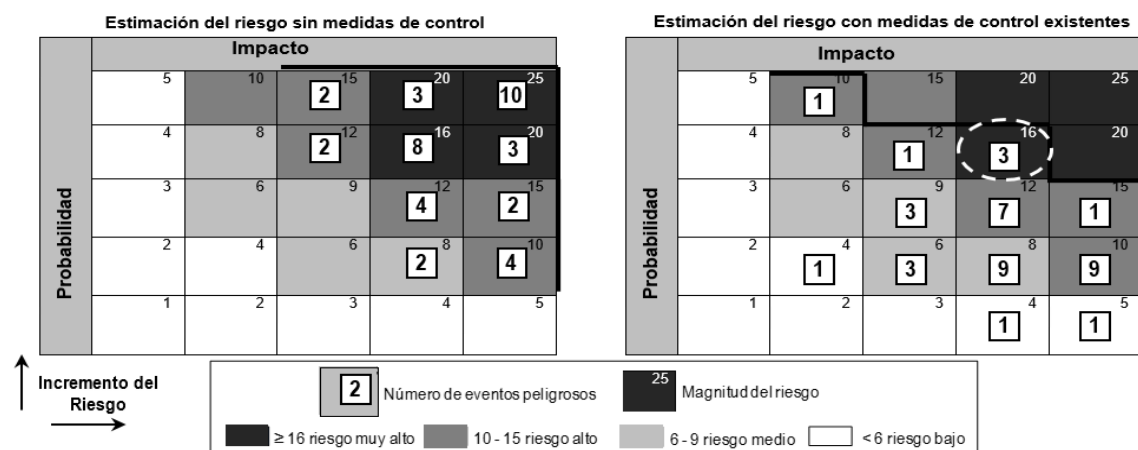 Estimación del riesgo sin medidas de control
Impacto
Probabilidad
5 10 15 20 25
2 3 10
4 8 12 16 20
2 8 3
3 6 9 12 15
4 2
2 4 6 8 10
2 4
1 2 3 4 5
Estimación del riesgo con medidas de control existentes
Impacto
Probabilidad
5 10 15 20 25
1
4 8 12 16 20
1 3
3 6 9 12 15
3 7 1
2 4 6 8 10
1 3 9 9
1 2 3 4 5
1 1
Incremento del
Riesgo
2 Número de eventos peligrosos
25 Magnitud del riesgo
≥ 16 riesgo muy alto
10 - 15 riesgo alto
6 - 9 riesgo medio
< 6 riesgo bajo